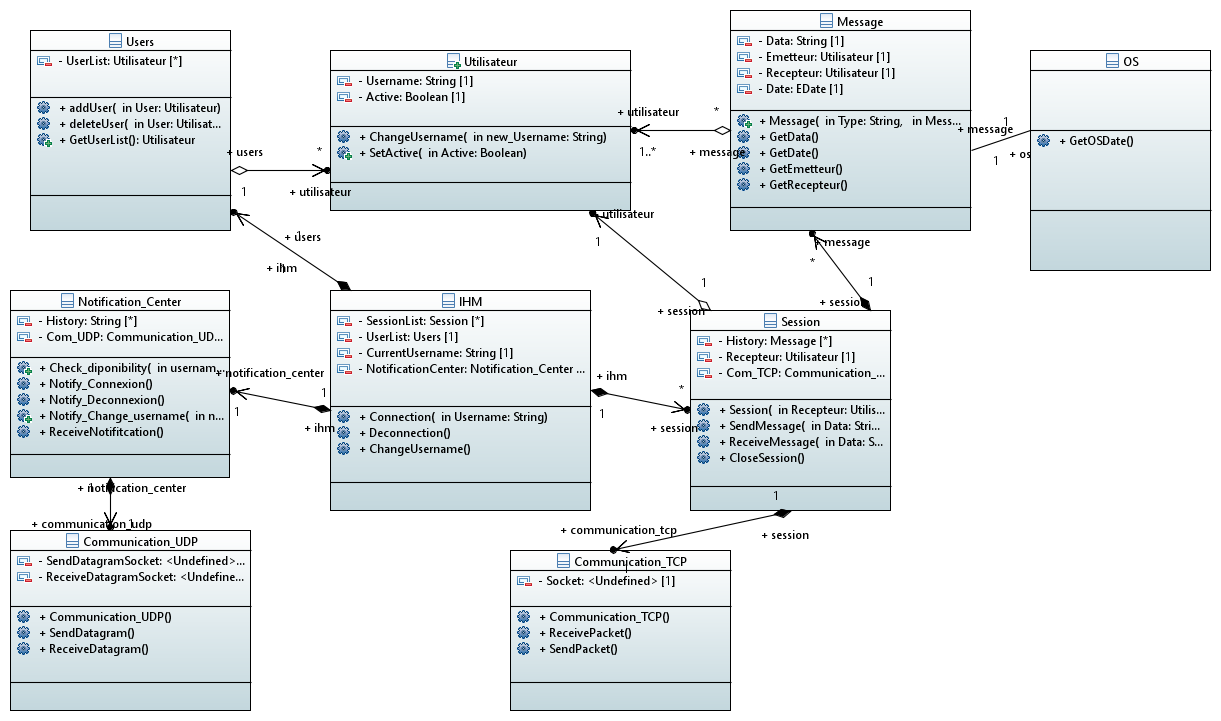 Users
- UserList: Utilisateur [*]
+ addUser( in User: Utilisateur)
+ deleteUser( in User: Utilisat...
+ GetUserList(): Utilisateur
Utilisateur
- Username: String [1]
- Active: Boolean [1]
+ ChangeUsername( in new_Username: String)
+ SetActive( in Active: Boolean)
Message
- Data: String [1]
- Emetteur: Utilisateur [1]
- Recepteur: Utilisateur [1]
- Date: EDate [1]
+ Message( in Type: String, in Mess...
+ GetData()
+ GetDate()
+ GetEmetteur()
+ GetRecepteur()
OS
+ GetOSDate()
+ users
1
*
+ utilisateur
+ utilisateur
*
1..*
+ message
1
+ message
1
+ os
+ users
1
+ ihm
utilisateur
1
1
+ session
+ message
*
1
+ session
Notification_Center
- History: String [*]
- Com_UDP: Communication_UD...
+ Check_diponibility( in usernam...
+ Notify_Connexion()
+ Notify_Deconnexion()
+ Notify_Change_username( in n...
+ ReceiveNotifitcation()
+ notification_center
1
1
+ ihm
IHM
- SessionList: Session [*]
- UserList: Users [1]
- CurrentUsername: String [1]
- NotificationCenter: Notification_Center ...
+ Connection( in Username: String)
+ Deconnection()
+ ChangeUsername()
+ ihm
1
*
+ session
Session
- History: Message [*]
- Recepteur: Utilisateur [1]
- Com_TCP: Communication_...
+ Session( in Recepteur: Utilis...
+ SendMessage( in Data: Stri...
+ ReceiveMessage( in Data: S...
+ CloseSession()
1
+ session
+ communication_tcp
+ notification_center
1
+ communication_udp
1
Communication_UDP
- SendDatagramSocket: <Undefined>...
- ReceiveDatagramSocket: <Undefine...
+ Communication_UDP()
+ SendDatagram()
+ ReceiveDatagram()
Communication_TCP
- Socket: <Undefined> [1]
+ Communication_TCP()
+ ReceivePacket()
+ SendPacket()